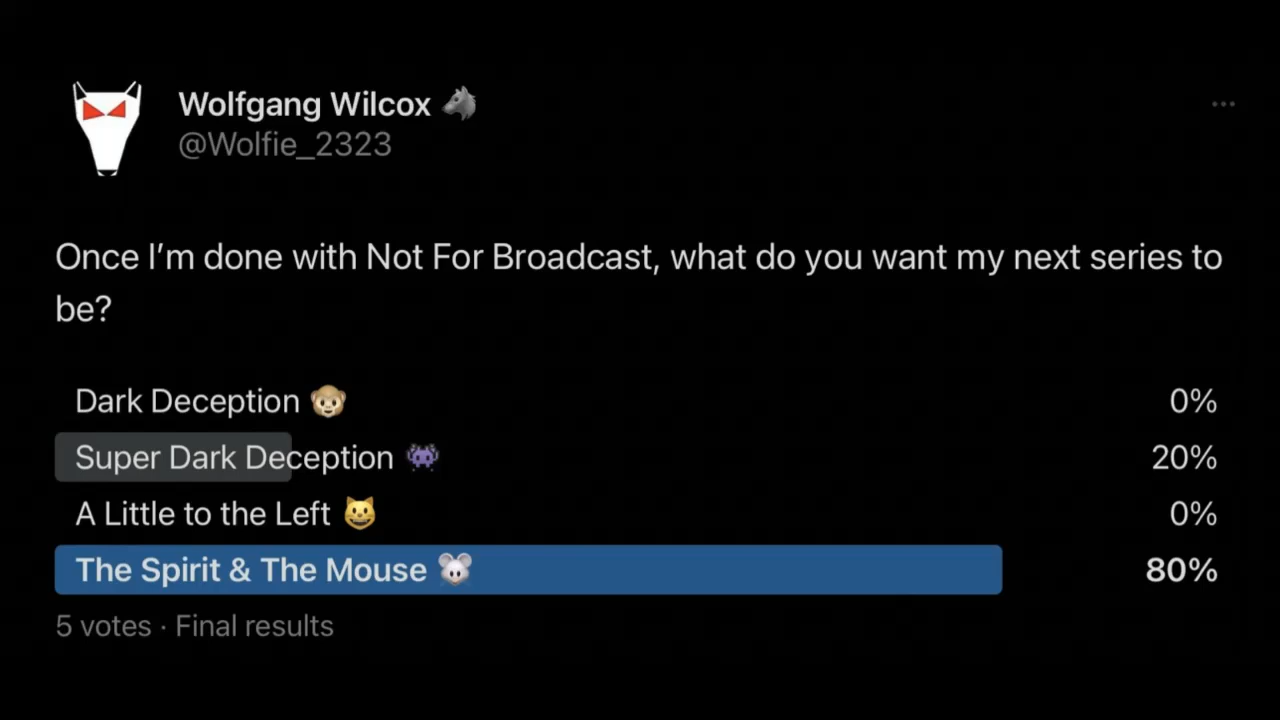 Wolfgang Wilcox 🐺
@Wolfie_2323
Once I’m done with Not For Broadcast, what do you want my next series to
be?
Dark Deception 🐵 0%
Super Dark Deception 👾 20%
A Little to the Left 😺 0%
The Spirit & The Mouse 🐭 80%
5 votes · Final results